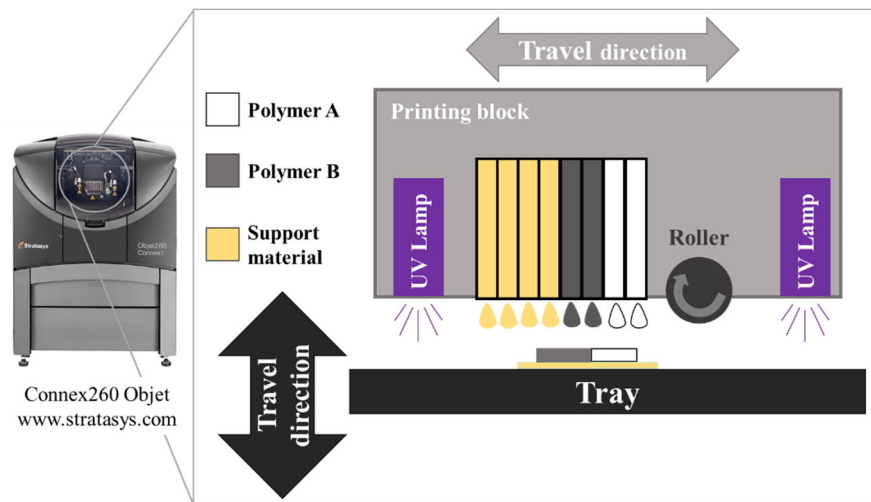 Travel direction
Printing block
Polymer A
Polymer B
Support
material
UV Lamp
Roller
UV Lamp
Stratasys
Objet260
Connex3
Travel
direction
Tray
Connex260 Objet
www.stratasys.com